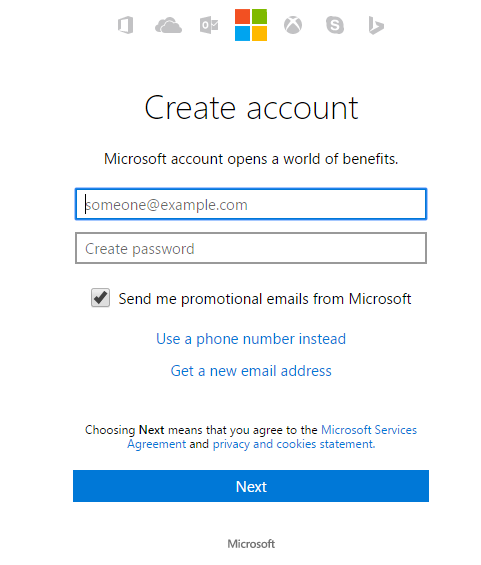 Create account
Microsoft account opens a world of benefits.
someone@example.com
Create password
Send me promotional emails from Microsoft
Use a phone number instead
Get a new email address
Choosing Next means that you agree to the Microsoft Services
Agreement and privacy and cookies statement.
Next
Microsoft